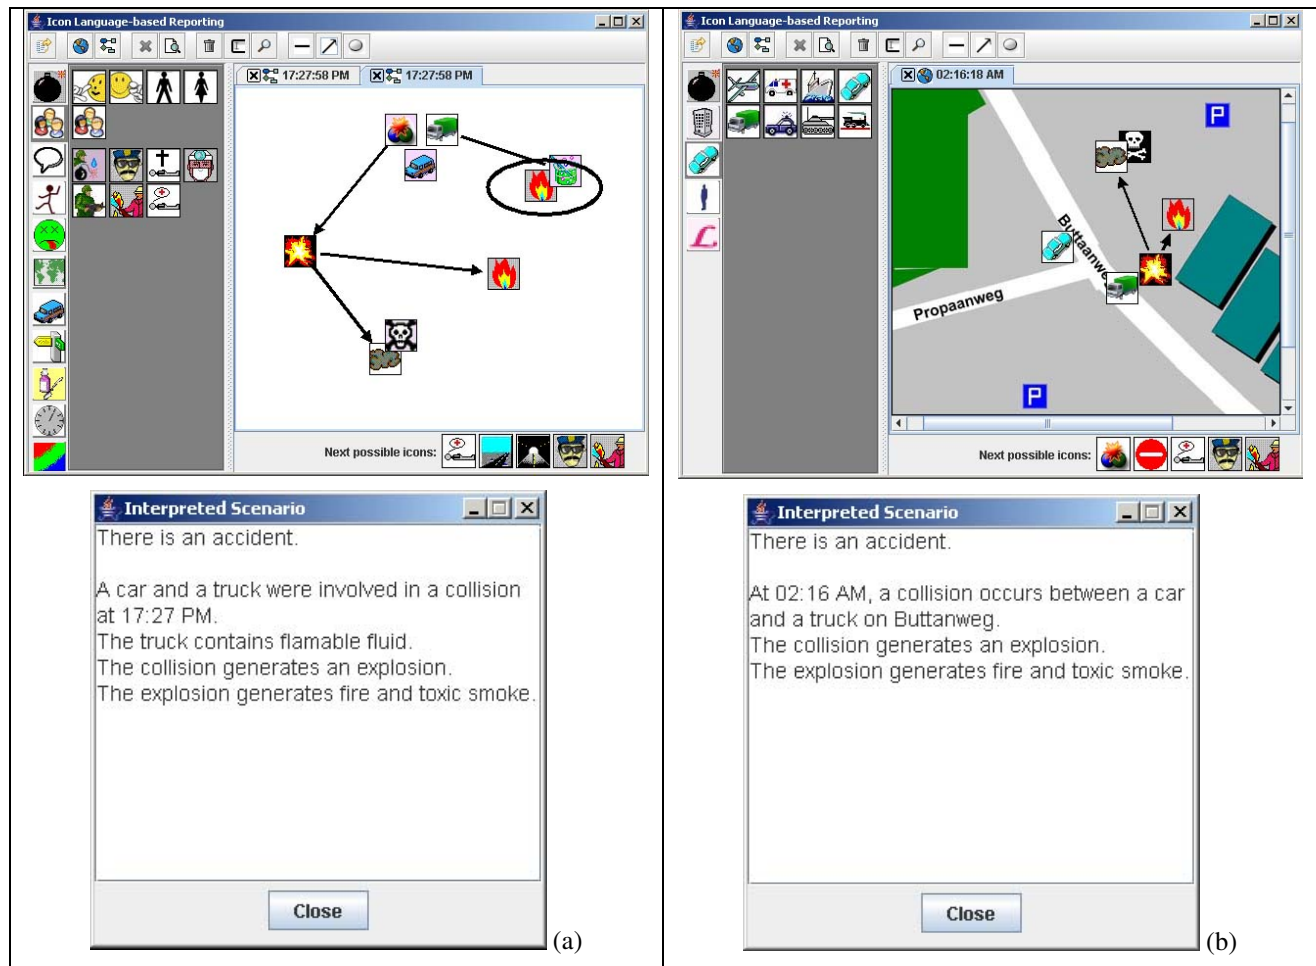 Icon Language-based Reporting
17:27:58 PM 17:27:58 PM
Next possible icons:
Interpreted Scenario
There is an accident.
A car and a truck were involved in a collision
at 17:27 PM.
The truck contains flamable fluid.
The collision generates an explosion.
The explosion generates fire and toxic smoke.
Close
(a)
Icon Language-based Reporting
02:16:18 AM
P
Buttaanweg
Propaanweg
P
Next possible icons:
Interpreted Scenario
There is an accident.
At 02:16 AM, a collision occurs between a car
and a truck on Buttanweg.
The collision generates an explosion.
The explosion generates fire and toxic smoke.
Close
(b)